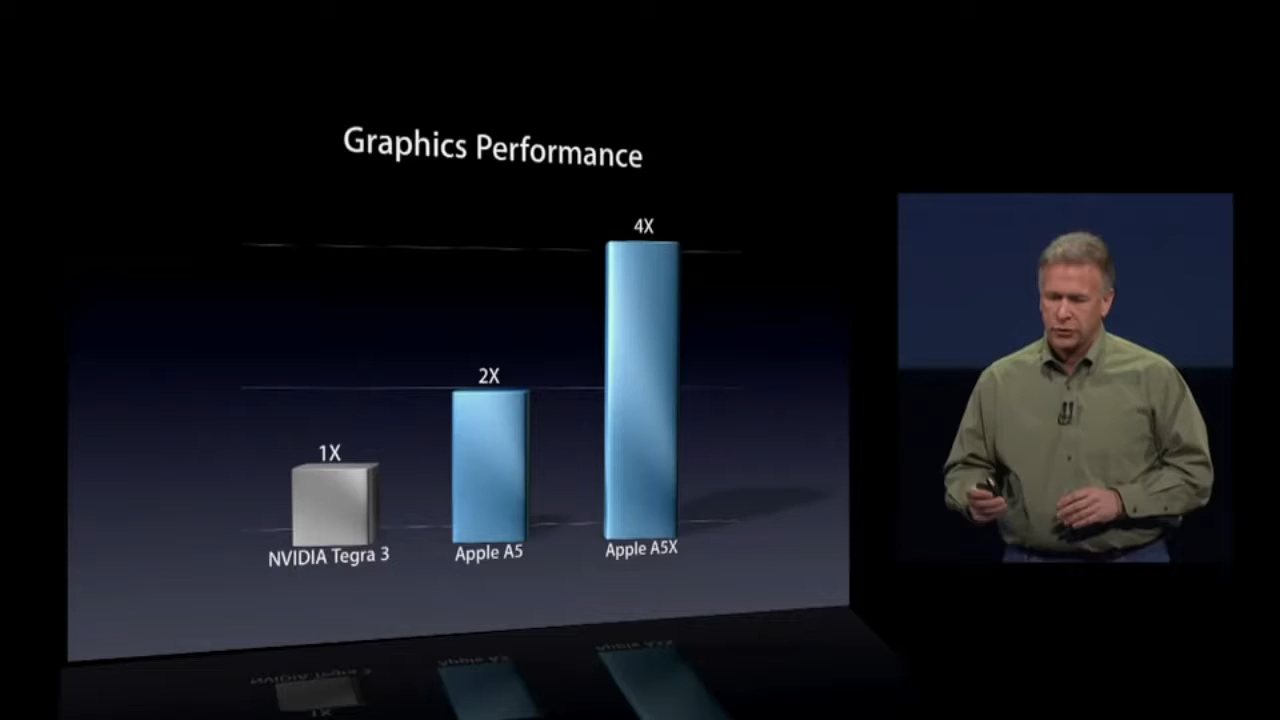 Graphics Performance
4X
2X
1X
NVIDIA Tegra 3
Apple A5
Apple A5X